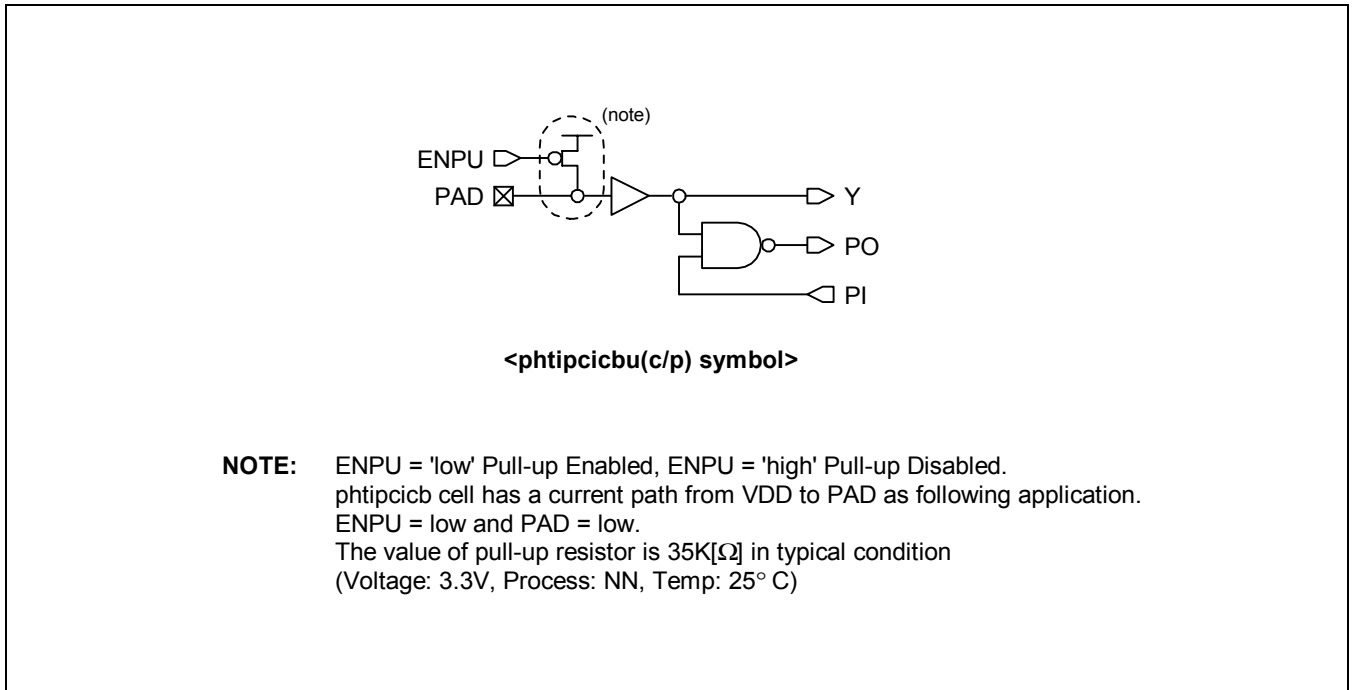 (note)
ENPU
PAD
Y
PO
PI
<phtipcicbu(c/p) symbol>
NOTE: ENPU = 'low' Pull-up Enabled, ENPU = 'high' Pull-up Disabled.
phtipcicb cell has a current path from VDD to PAD as following application.
ENPU = low and PAD = low.
The value of pull-up resistor is 35K[Ω] in typical condition
(Voltage: 3.3V, Process: NN, Temp: 25° C)